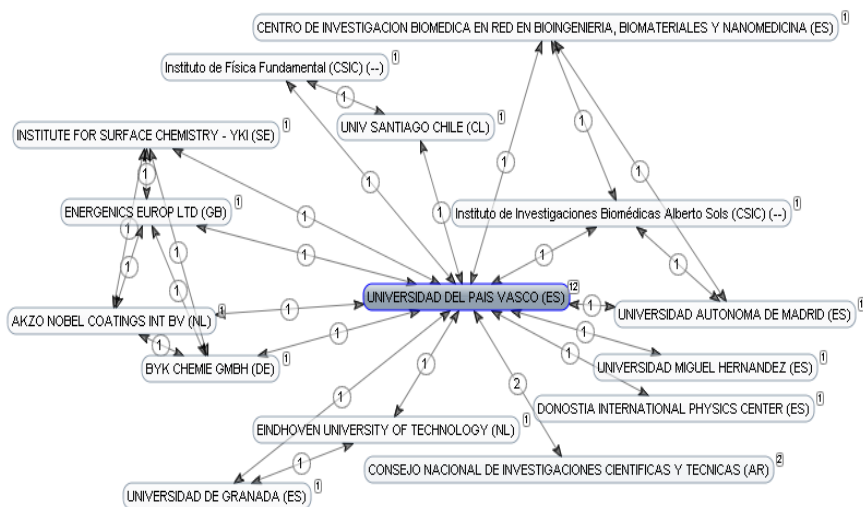 CENTRO DE INVESTIGACION BIOMEDICA EN RED EN BIOINGENIERIA, BIOMATERIALES Y NANOMEDICINA (ES) 1
Instituto de Física Fundamental (CSIC) (--) 1
1
UNIV SANTIAGO CHILE (CL) 1
1
INSTITUTE FOR SURFACE CHEMISTRY - YKI (SE) 1
1
1
1
1
1
ENERGENICS EUROP LTD (GB) 1
1
Instituto de Investigaciones Biomédicas Alberto Sols (CSIC) (--) 1
1
1
1
1
1
1
1
UNIVERSIDAD DEL PAIS VASCO (ES) 12
1
AKZO NOBEL COATINGS INT BV (NL) 1
1
1
UNIVERSIDAD AUTONOMA DE MADRID (ES) 1
1
1
1
BYK CHEMIE GMBH (DE) 1
1
1
UNIVERSIDAD MIGUEL HERNANDEZ (ES) 1
1
1
2
DONOSTIA INTERNATIONAL PHYSICS CENTER (ES) 1
EINDHOVEN UNIVERSITY OF TECHNOLOGY (NL) 1
1
CONSEJO NACIONAL DE INVESTIGACIONES CIENTIFICAS Y TECNICAS (AR) 2
UNIVERSIDAD DE GRANADA (ES) 1